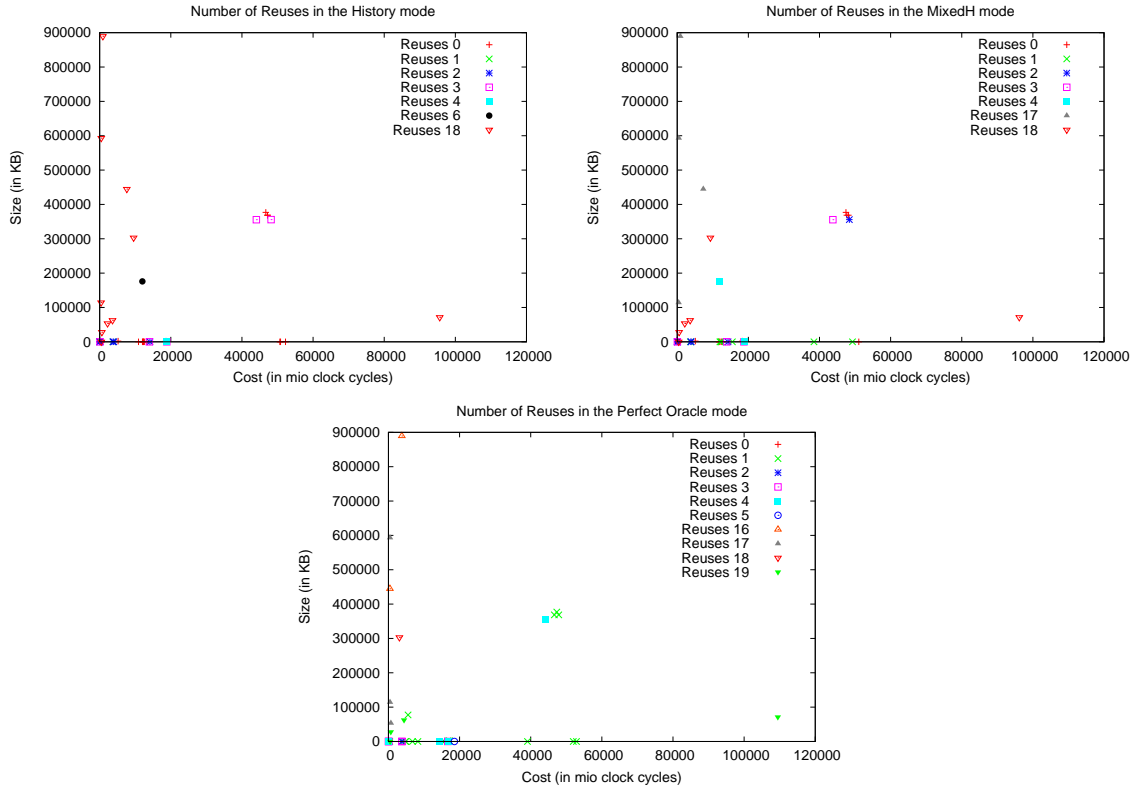 Number of Reuses in the History mode
900000
800000
700000
600000
500000
400000
300000
200000
100000
0
Size (in KB)
Reuses 0
Reuses 1
Reuses 2
Reuses 3
Reuses 4
Reuses 6
Reuses 18
0 20000 40000 60000 80000 100000 120000
Cost (in mio clock cycles)
Number of Reuses in the MixedH mode
900000
800000
700000
600000
500000
400000
300000
200000
100000
0
Size (in KB)
Reuses 0
Reuses 1
Reuses 2
Reuses 3
Reuses 4
Reuses 17
Reuses 18
0 20000 40000 60000 80000 100000 120000
Cost (in mio clock cycles)
Number of Reuses in the Perfect Oracle mode
900000
800000
700000
600000
500000
400000
300000
200000
100000
0
Size (in KB)
Reuses 0
Reuses 1
Reuses 2
Reuses 3
Reuses 4
Reuses 5
Reuses 16
Reuses 17
Reuses 18
Reuses 19
0 20000 40000 60000 80000 100000 120000
Cost (in mio clock cycles)